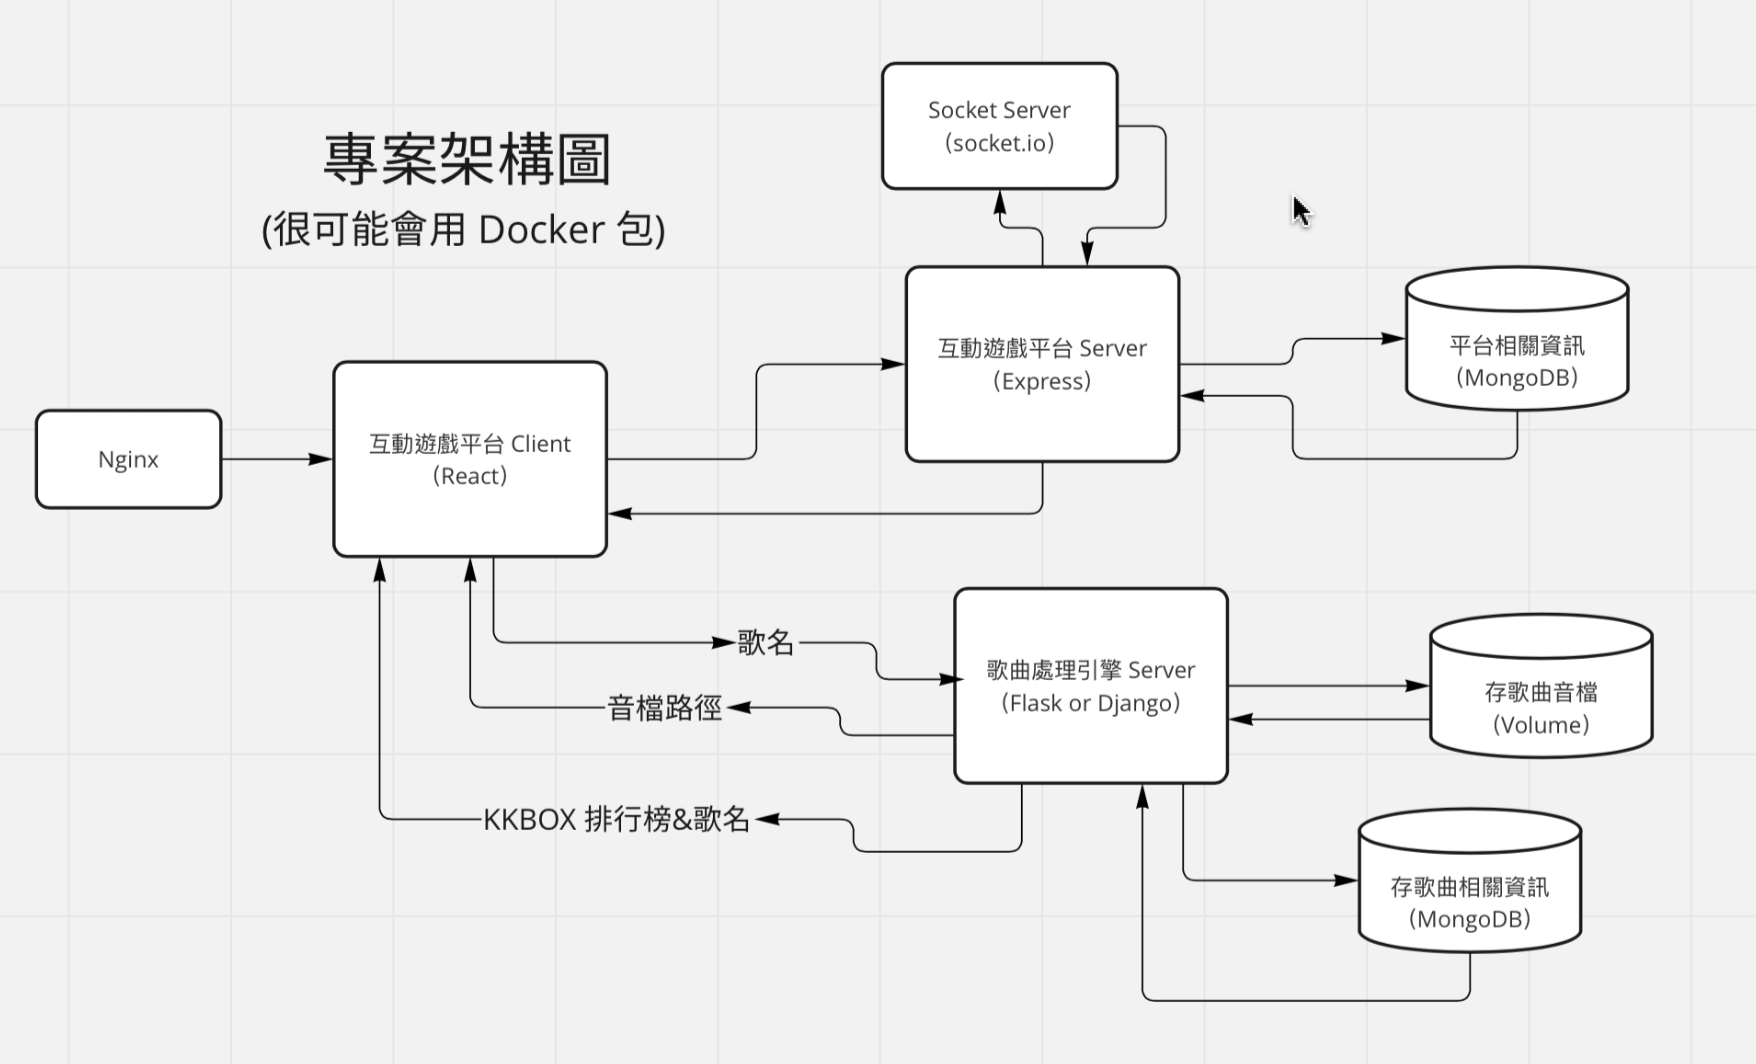 專案架構圖
(很可能會用 Docker 包)
Socket Server
(socket.io)
互動遊戲平台 Server
(Express)
平台相關資訊
(MongoDB)
Nginx
互動遊戲平台 Client
(React)
歌名
音檔路徑
KKBOX 排行榜&歌名
歌曲處理引擎 Server
(Flask or Django)
存歌曲音檔
(Volume)
存歌曲相關資訊
(MongoDB)